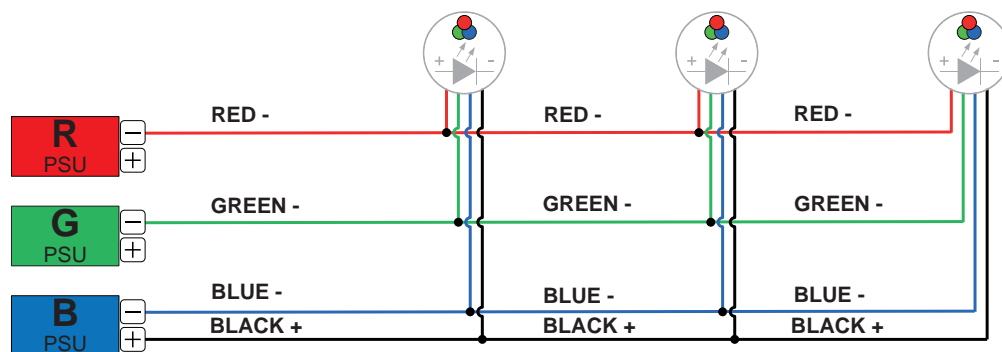 + -
+ -
+ -
RED -
RED -
RED -
R
PSU
−
+
GREEN -
GREEN -
GREEN -
G
PSU
−
+
BLUE -
BLUE -
BLUE -
B
PSU
−
+
BLACK +
BLACK +
BLACK +